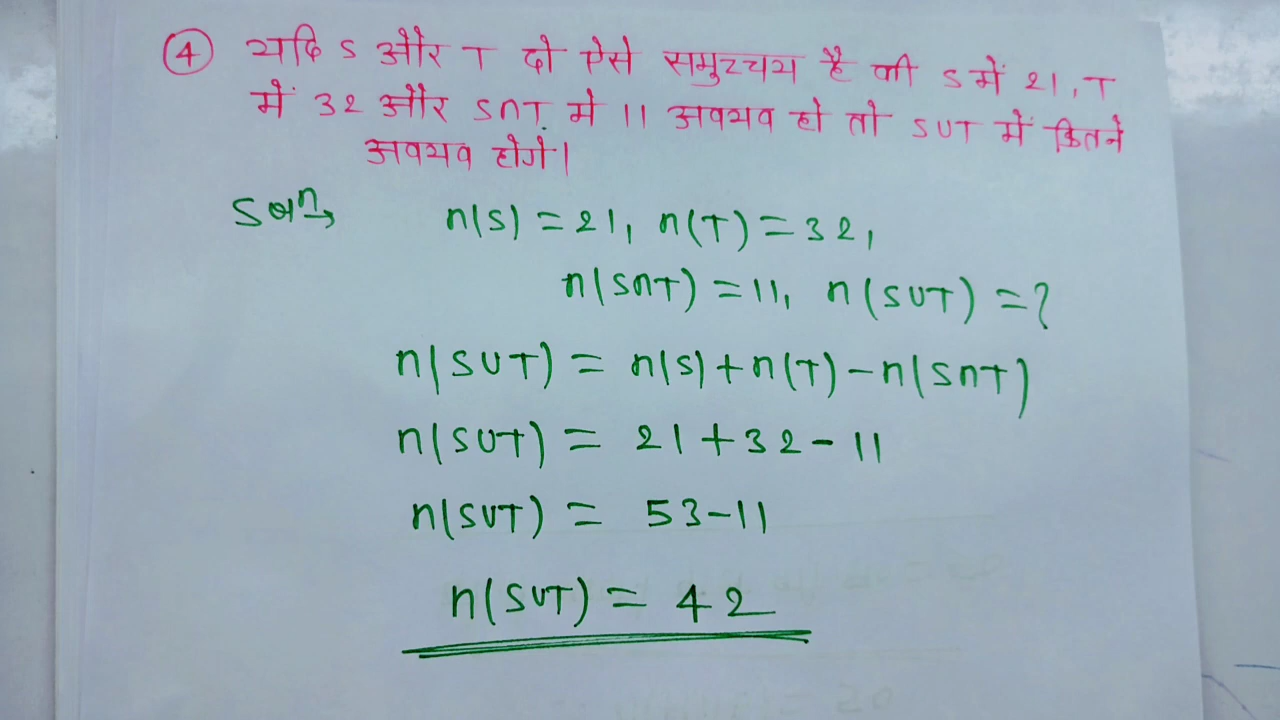 ④ यदि S और T दो ऐसे समुच्चय है की S में 21, T
में 32 और S∩T में 11 अवयव हो तो S∪T में कितने
अवयव होगे।
Solⁿ→ n(S) = 21, n(T) = 32,
n(S∩T) = 11, n(S∪T) = ?
n(S∪T) = n(S) + n(T) - n(S∩T)
n(S∪T) = 21 + 32 - 11
n(S∪T) = 53 - 11
n(S∪T) = 42